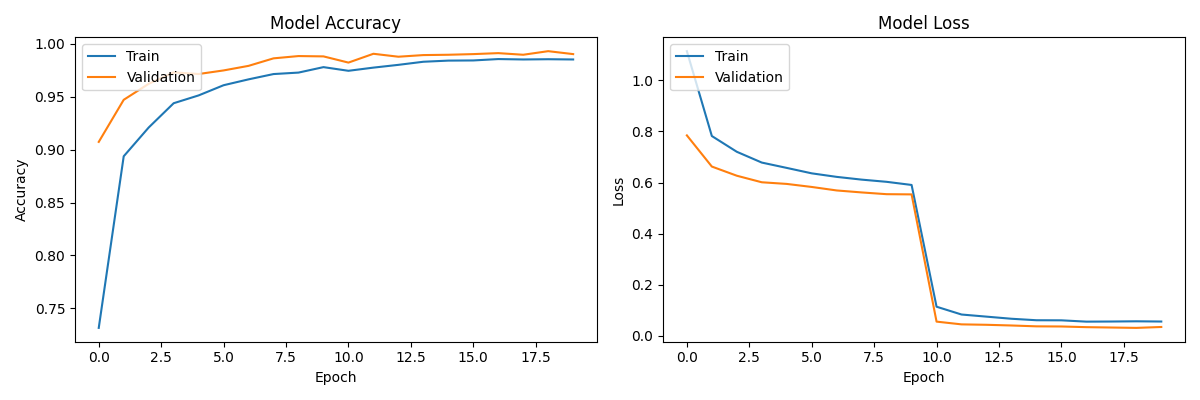 Model Accuracy
Train
Validation
1.00
0.95
0.90
0.85
0.80
0.75
Accuracy
0.0 2.5 5.0 7.5 10.0 12.5 15.0 17.5
Epoch
Model Loss
Train
Validation
1.0
0.8
0.6
0.4
0.2
0.0
Loss
0.0 2.5 5.0 7.5 10.0 12.5 15.0 17.5
Epoch